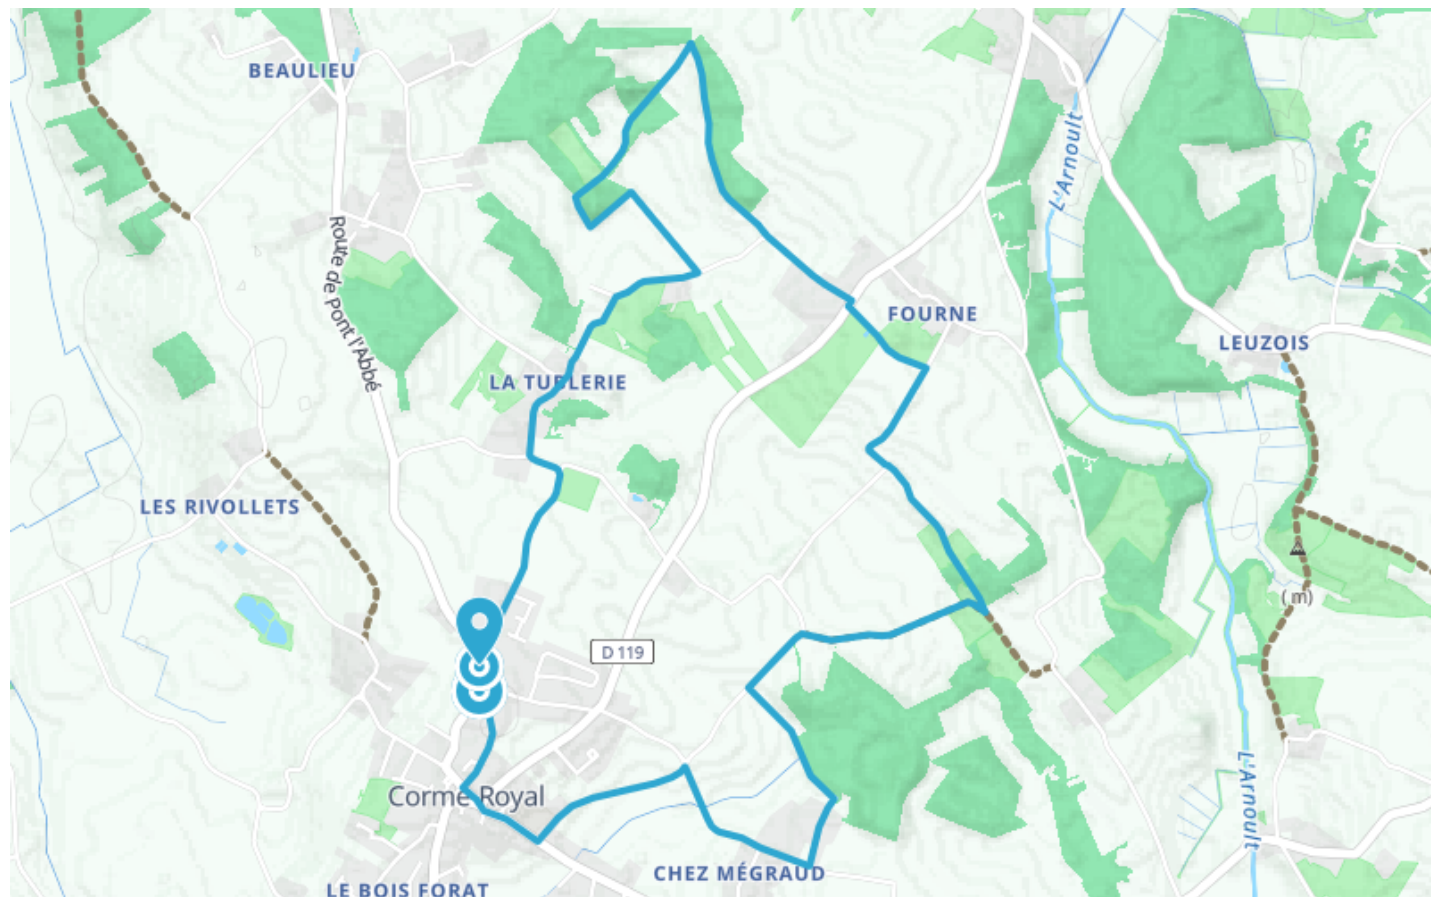 BEAULIEU
L'Arnoult
Route de Pont l'Abbé
FOURNE
LEUZOIS
LA TUBLERIE
LES RIVOLLETS
( m)
D 119
L'Arnoult
Corme Royal
CHEZ MÉGRAUD
LE BOIS FORAT